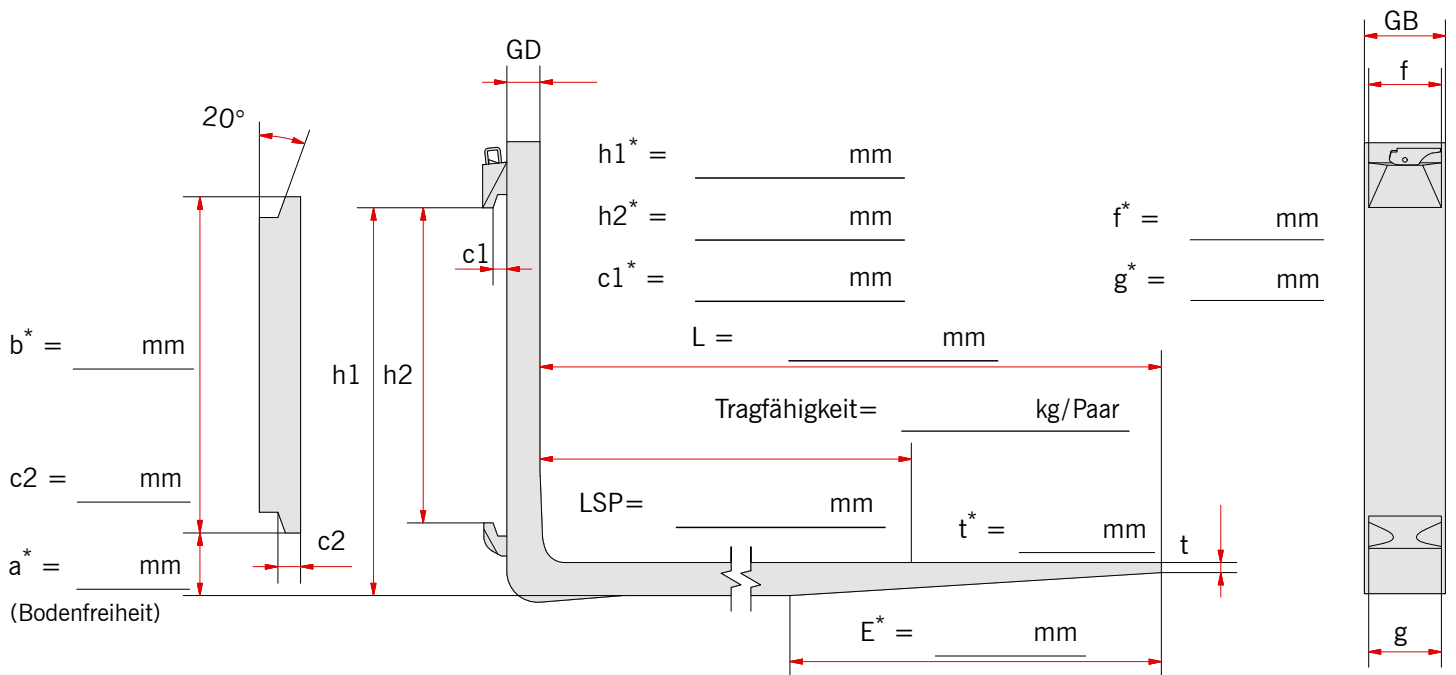 GB
GD
f
20°
h1* = mm
h2* = mm
f* = mm
c1
c1* = mm
g* = mm
L = mm
b* = mm
h1 h2
Tragfähigkeit= kg/Paar
c2 = mm
LSP= mm
t* = mm
c2
t
a* = mm
(Bodenfreiheit)
E* = mm
g